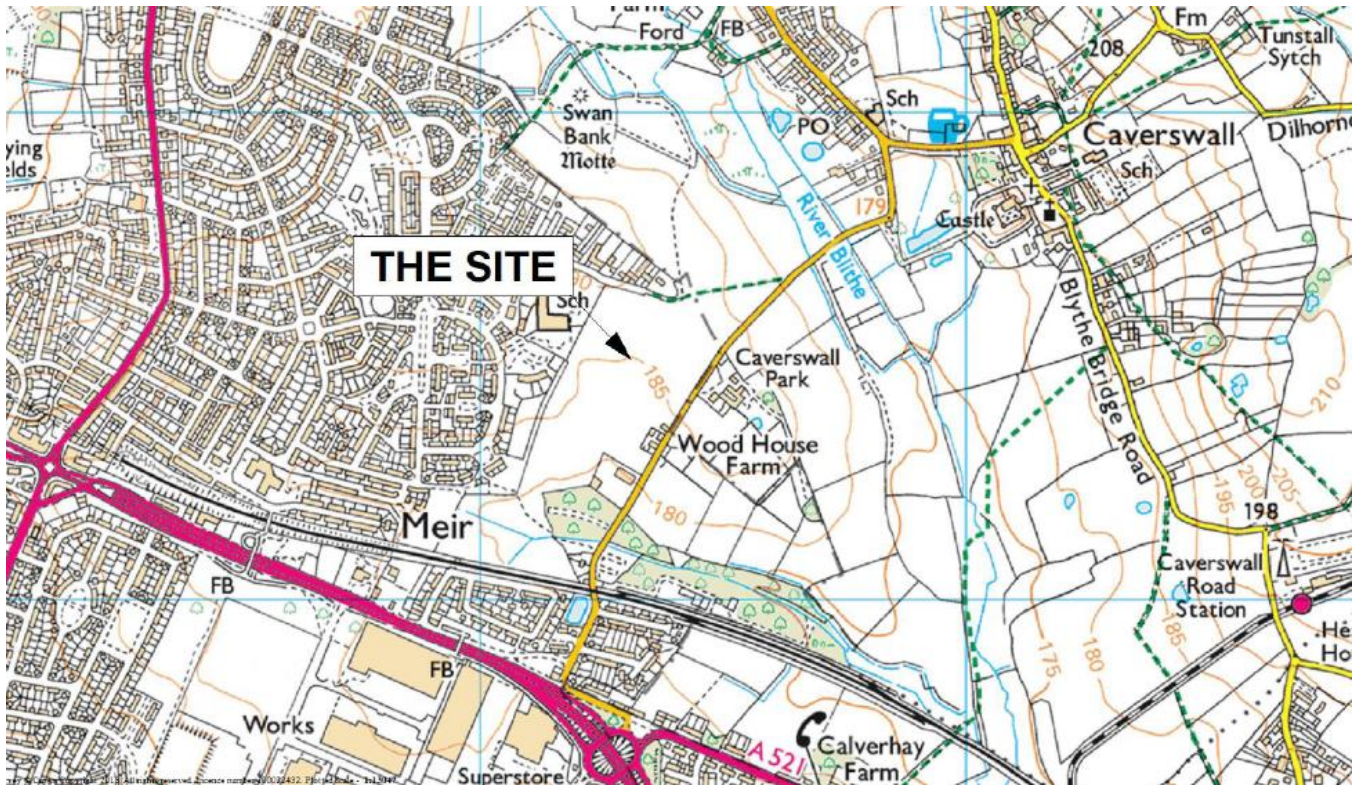 Ford
FB
Fm
208
Tunstall
Sytch
Swan
Bank
Motte
Sch
PO
Caverswall
Dilhorne
Sch
THE SITE
River Blithe
179
Castle
Sch
Blythe Bridge Road
185
Caverswall
Park
210
Wood House
Farm
180
205
200
195
198
Meir
FB
Caverswall
Road
Station
185
180
175
FB
Works
A 521
Calverhay
Farm
Superstore